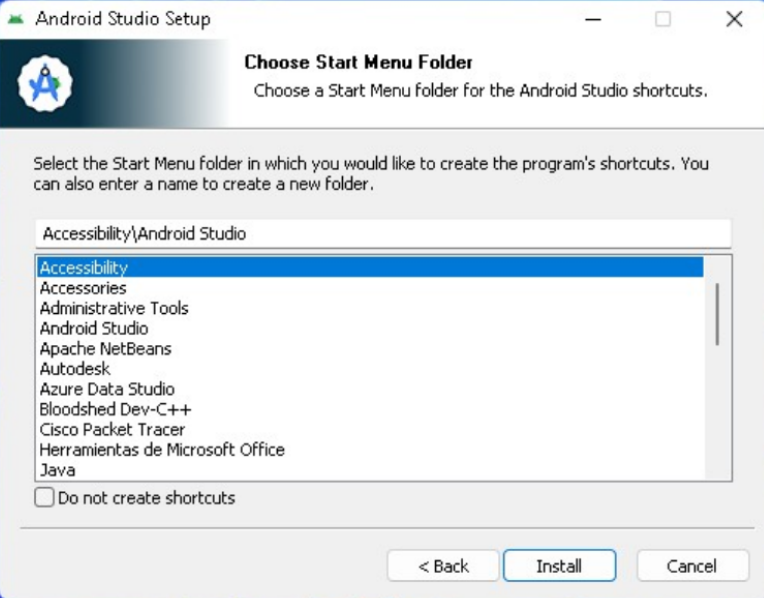 Android Studio Setup
Choose Start Menu Folder
Choose a Start Menu folder for the Android Studio shortcuts.
Select the Start Menu folder in which you would like to create the program's shortcuts. You
can also enter a name to create a new folder.
Accessibility\Android Studio
Accessibility
Accessories
Administrative Tools
Android Studio
Apache NetBeans
Autodesk
Azure Data Studio
Bloodshed Dev-C++
Cisco Packet Tracer
Herramientas de Microsoft Office
Java
Do not create shortcuts
< Back
Install
Cancel